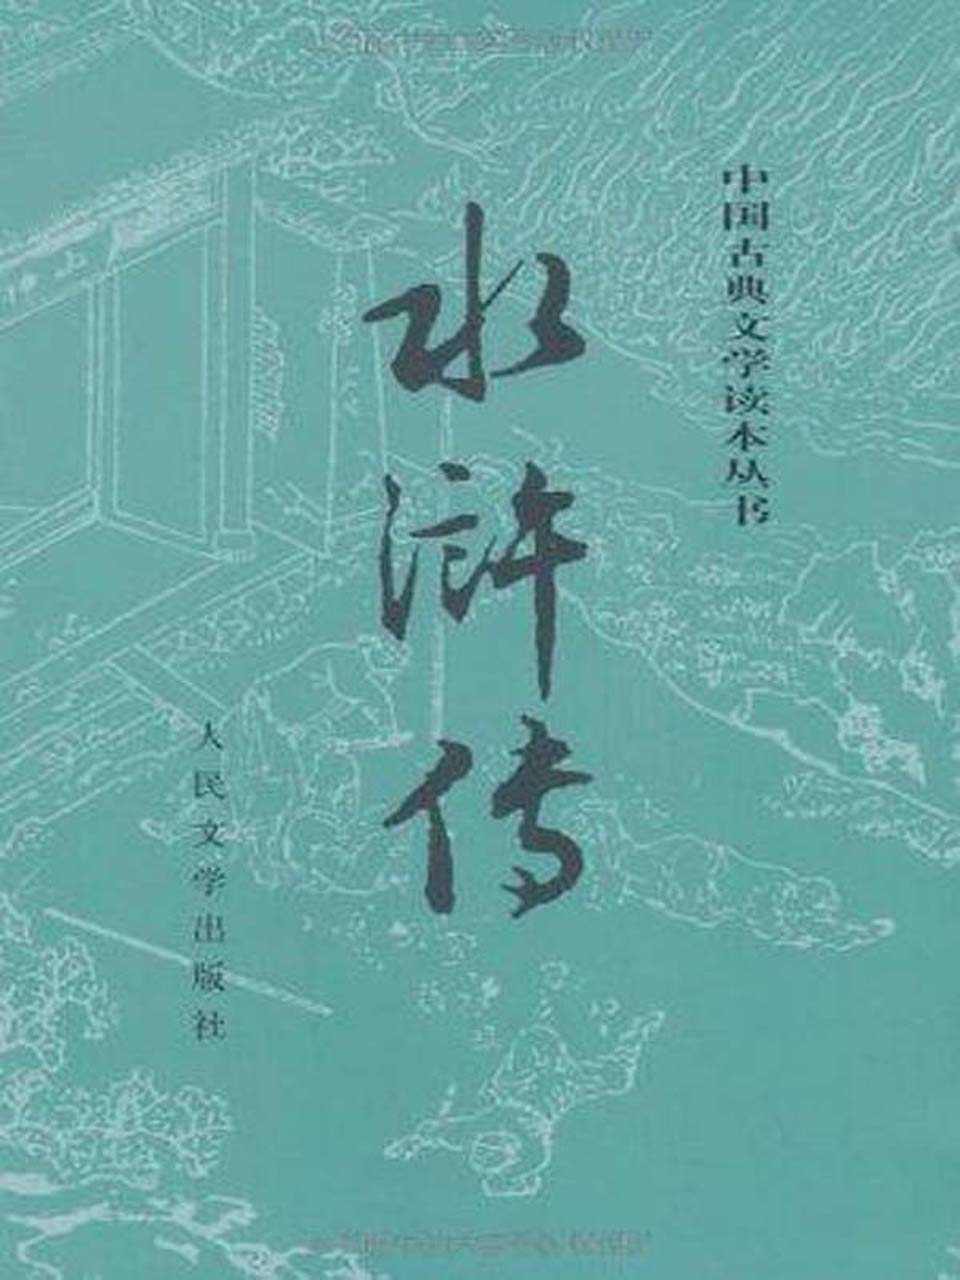 中国古典文学读本丛书
水浒传
人民文学出版社